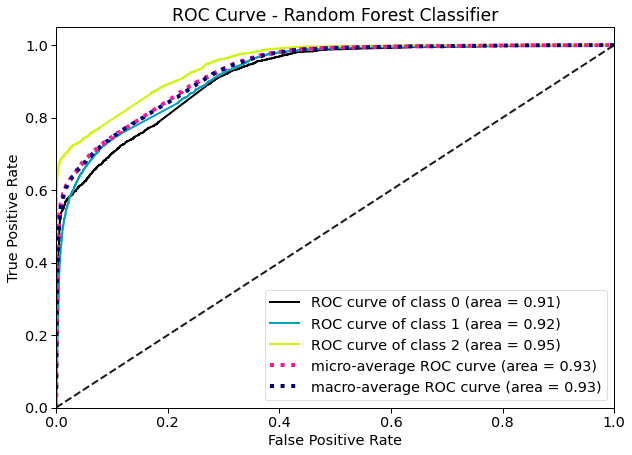 ROC Curve - Random Forest Classifier
1.0
0.8
0.6
0.4
0.2
0.0
True Positive Rate
ROC curve of class 0 (area = 0.91)
ROC curve of class 1 (area = 0.92)
ROC curve of class 2 (area = 0.95)
micro-average ROC curve (area = 0.93)
macro-average ROC curve (area = 0.93)
0.0 0.2 0.4 0.6 0.8 1.0
False Positive Rate